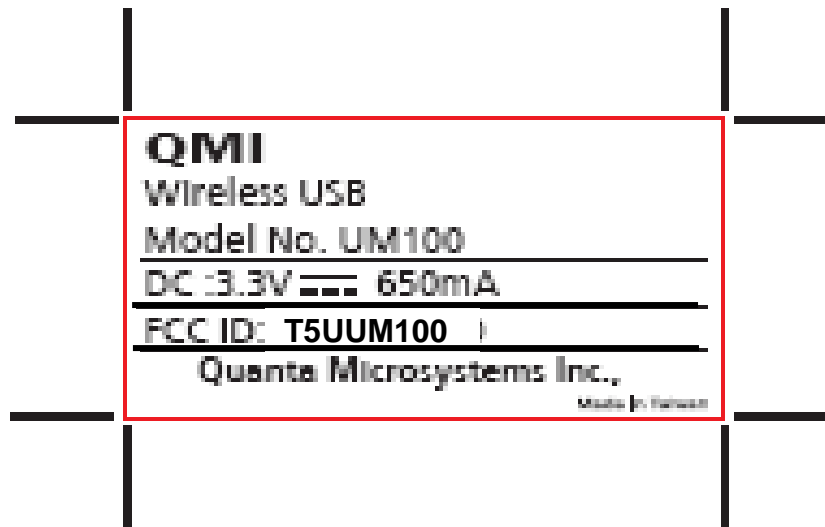 QMI
Wireless USB
Model No. UM100
DC :3.3V ⎓ 650mA
FCC ID: T5UUM100
Quanta Microsystems Inc.,
Made in Taiwan